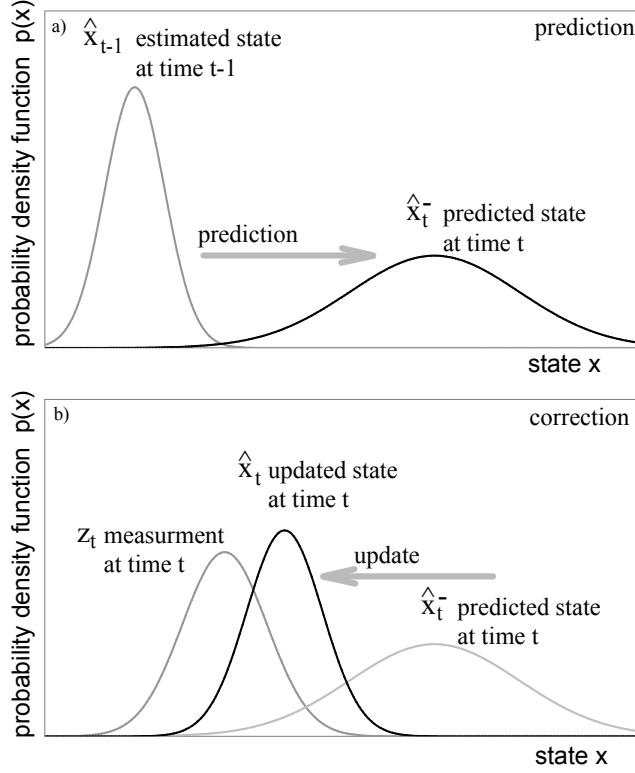 a)
prediction
x̂t-1 estimated state
at time t-1
x̂t- predicted state
at time t
prediction
probability density function p(x)
state x
b)
correction
x̂t updated state
at time t
zt measurment
at time t
update
x̂t- predicted state
at time t
probability density function p(x)
state x